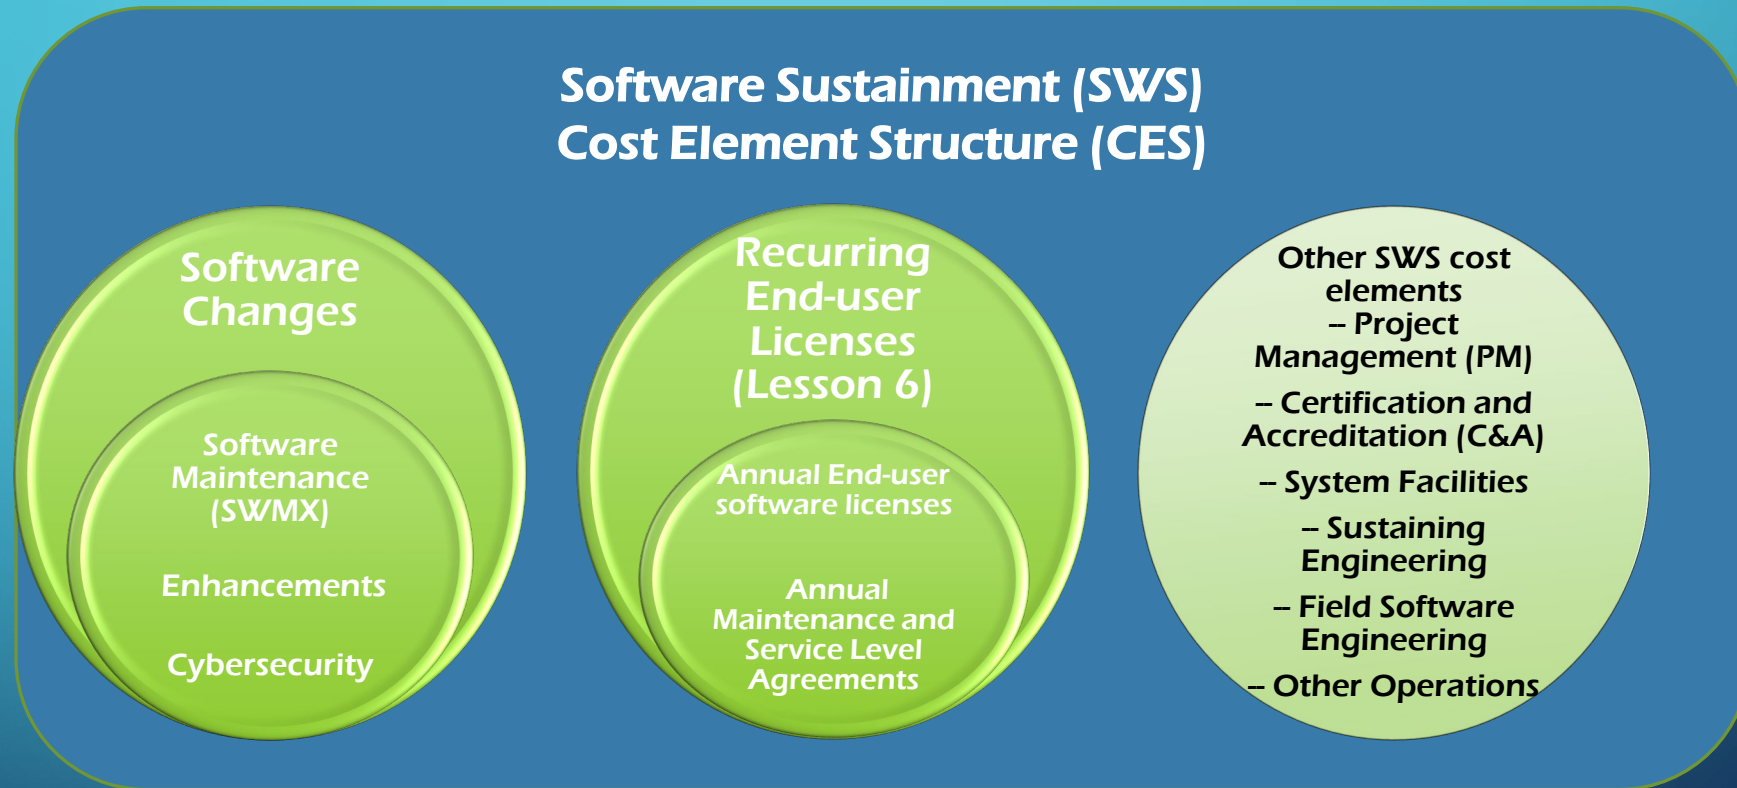 Software Sustainment (SWS)
Cost Element Structure (CES)
Software
Changes
Software
Maintenance
(SWMX)
Enhancements
Cybersecurity
Recurring
End-user
Licenses
(Lesson 6)
Annual End-user
software licenses
Annual
Maintenance and
Service Level
Agreements
Other SWS cost
elements
-- Project
Management (PM)
-- Certification and
Accreditation (C&A)
-- System Facilities
-- Sustaining
Engineering
-- Field Software
Engineering
-- Other Operations